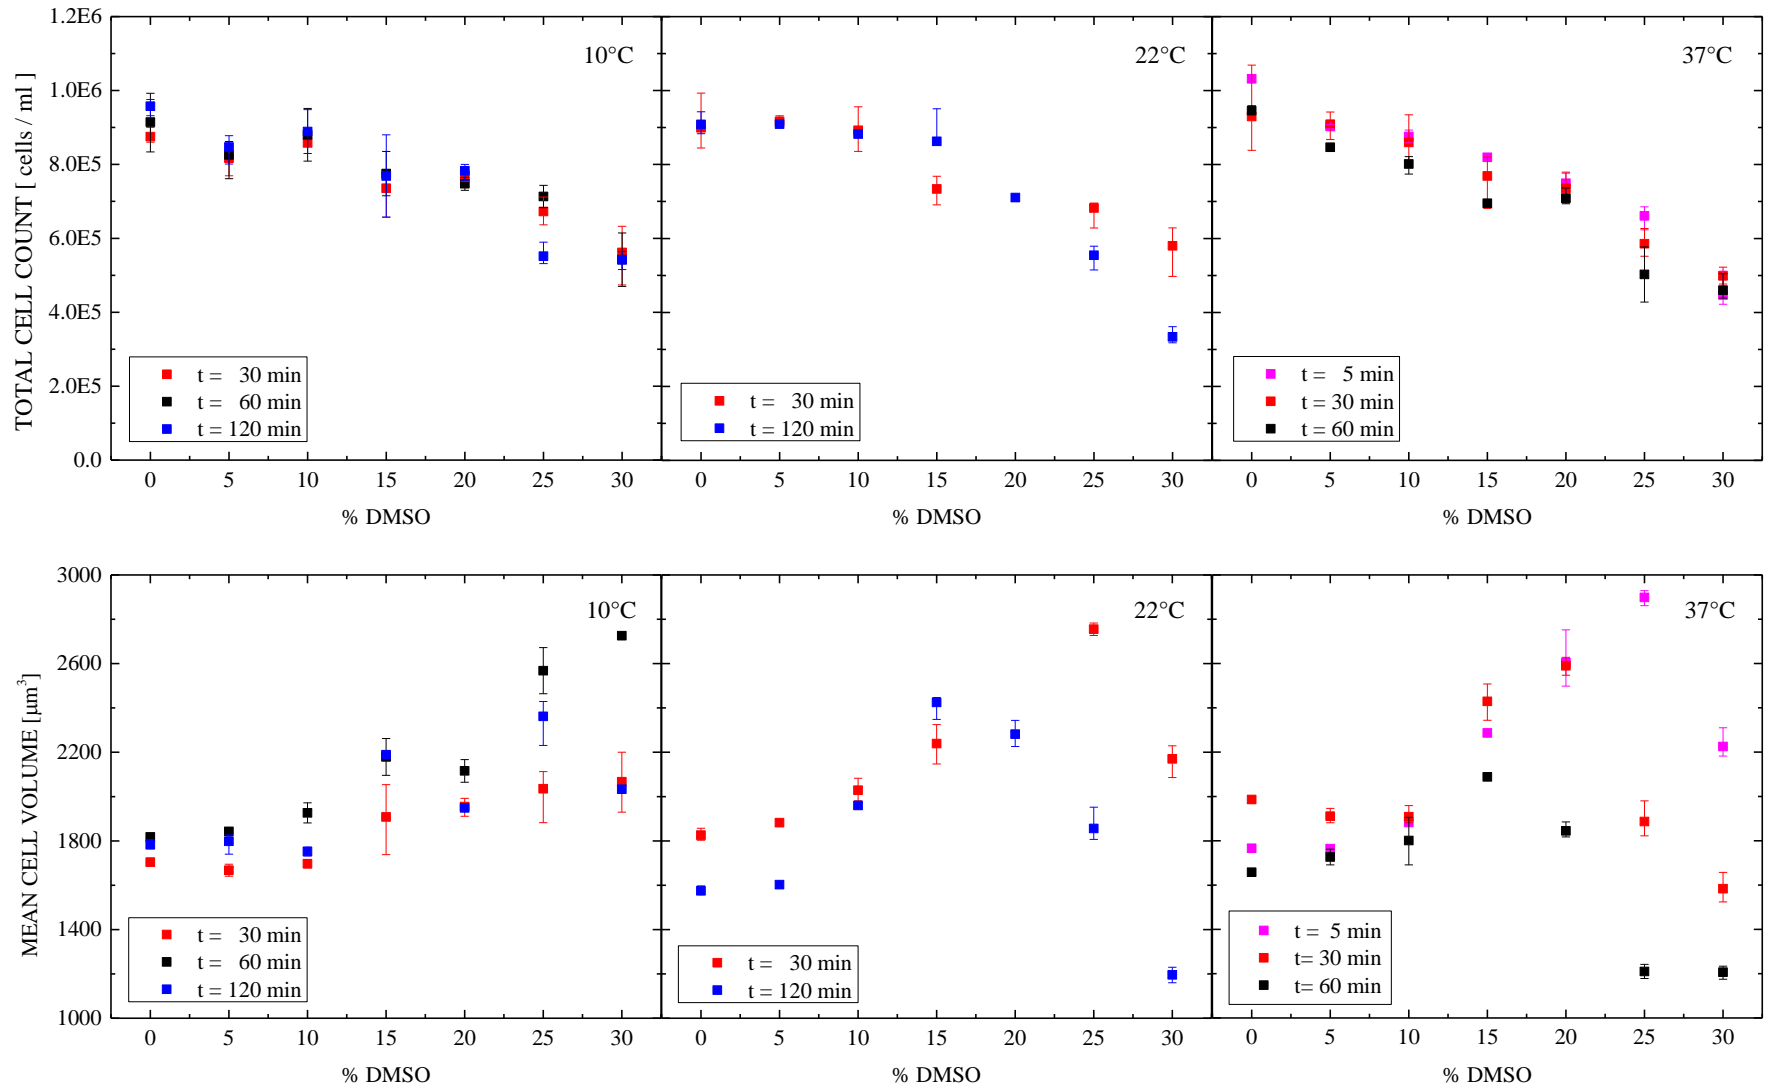 TOTAL CELL COUNT [ cells / ml ]
1.2E6
1.0E6
8.0E5
6.0E5
4.0E5
2.0E5
0.0
10°C
t = 30 min
t = 60 min
t = 120 min
0 5 10 15 20 25 30
% DMSO
22°C
t = 30 min
t = 120 min
0 5 10 15 20 25 30
% DMSO
37°C
t = 5 min
t = 30 min
t = 60 min
0 5 10 15 20 25 30
% DMSO
MEAN CELL VOLUME [µm³]
3000
2600
2200
1800
1400
1000
10°C
t = 30 min
t = 60 min
t = 120 min
0 5 10 15 20 25 30
% DMSO
22°C
t = 30 min
t = 120 min
0 5 10 15 20 25 30
% DMSO
37°C
t = 5 min
t= 30 min
t= 60 min
0 5 10 15 20 25 30
% DMSO